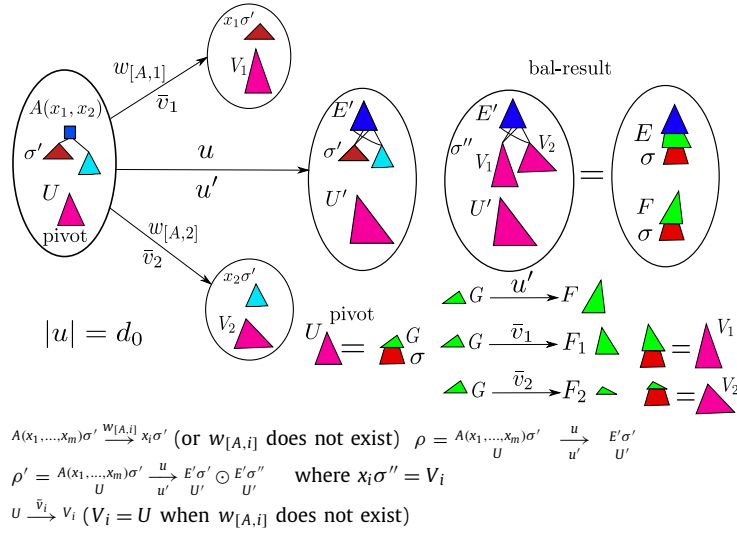 x₁σ′
V₁
w[A,1]
v̄₁
A(x₁, x₂)
σ′
U
pivot
u
u′
w[A,2]
v̄₂
x₂σ′
V₂
|u| = d₀
E′
σ′
U′
bal-result
E′
σ″
V₁
V₂
U′
=
E
σ
F
σ
U
pivot
=
G
σ
G
u′
F
G
v̄₁
F₁
=
V₁
G
v̄₂
F₂
=
V₂
A(x₁,...,xₘ)σ′ →^{w[A,i]} xᵢσ′ (or w[A,i] does not exist) ρ = A(x₁,...,xₘ)σ′ / U →^{u}_{u′} E′σ′ / U′
ρ′ = A(x₁,...,xₘ)σ′ / U →^{u}_{u′} E′σ′ / U′ ⊙ E′σ″ / U′ where xᵢσ″ = Vᵢ
U →^{v̄ᵢ} Vᵢ (Vᵢ = U when w[A,i] does not exist)